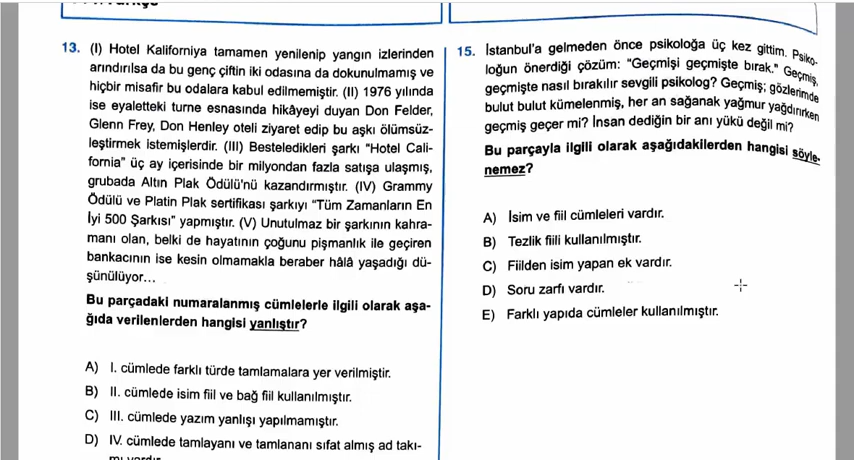 13. (I) Hotel Kaliforniya tamamen yenilenip yangın izlerinden
arındırılsa da bu genç çiftin iki odasına da dokunulmamış ve
hiçbir misafir bu odalara kabul edilmemiştir. (II) 1976 yılında
ise eyaletteki turne esnasında hikâyeyi duyan Don Felder,
Glenn Frey, Don Henley oteli ziyaret edip bu aşkı ölümsüz-
leştirmek istemişlerdir. (III) Besteledikleri şarkı "Hotel Cali-
fornia" üç ay içerisinde bir milyondan fazla satışa ulaşmış,
grubada Altın Plak Ödülü'nü kazandırmıştır. (IV) Grammy
Ödülü ve Platin Plak sertifikası şarkıyı "Tüm Zamanların En
İyi 500 Şarkısı" yapmıştır. (V) Unutulmaz bir şarkının kahra-
manı olan, belki de hayatının çoğunu pişmanlık ile geçiren
bankacının ise kesin olmamakla beraber hâlâ yaşadığı dü-
şünülüyor...
Bu parçadaki numaralanmış cümlelerle ilgili olarak aşa-
ğıda verilenlerden hangisi yanlıştır?
A) I. cümlede farklı türde tamlamalara yer verilmiştir.
B) II. cümlede isim fiil ve bağ fiil kullanılmıştır.
C) III. cümlede yazım yanlışı yapılmamıştır.
D) IV. cümlede tamlayanı ve tamlananı sıfat almış ad takı-
mı vardır.
15. İstanbul'a gelmeden önce psikoloğa üç kez gittim. Psiko-
loğun önerdiği çözüm: "Geçmişi geçmişte bırak." Geçmiş,
geçmişte nasıl bırakılır sevgili psikolog? Geçmiş; gözlerimde
bulut bulut kümelenmiş, her an sağanak yağmur yağdırırken
geçmiş geçer mi? İnsan dediğin bir anı yükü değil mi?
Bu parçayla ilgili olarak aşağıdakilerden hangisi söyle-
nemez?
A) İsim ve fiil cümleleri vardır.
B) Tezlik fiili kullanılmıştır.
C) Fiilden isim yapan ek vardır.
D) Soru zarfı vardır.
E) Farklı yapıda cümleler kullanılmıştır.